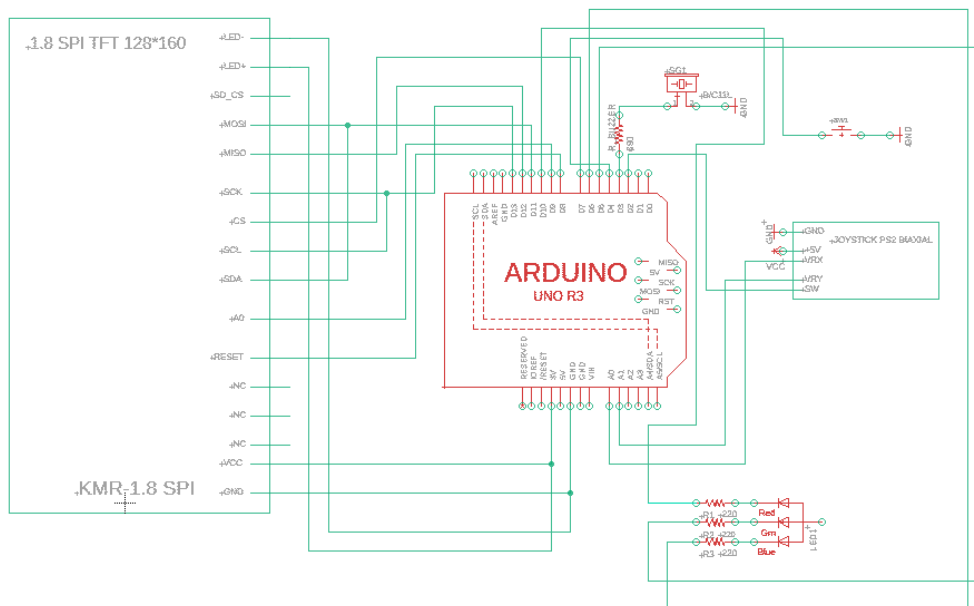 1.8 SPI TFT 128*160
LED-
LED+
SD_CS
MOSI
MISO
SCK
CS
SCL
SDA
A0
RESET
NC
NC
NC
VCC
GND
KMR-1.8 SPI
SCL
SDA
AREF
GND
D13
D12
D11
D10
D9
D8
D7
D6
D5
D4
D3
D2
D1
D0
ARDUINO
UNO R3
MISO
5V
SCK
MOSI
RST
GND
RESERVED
IOREF
/RESET
5V
5V
GND
GND
VIN
A0
A1
A2
A3
A4/SDA
A5/SCL
SG1
GND
SW1
GND
GND
VCC
JOYSTICK PS2 BIAXIAL
GND
+5V
VRX
VRY
SW
R1 220
R2 220
R3 220
Red
Grn
Blue
LED1